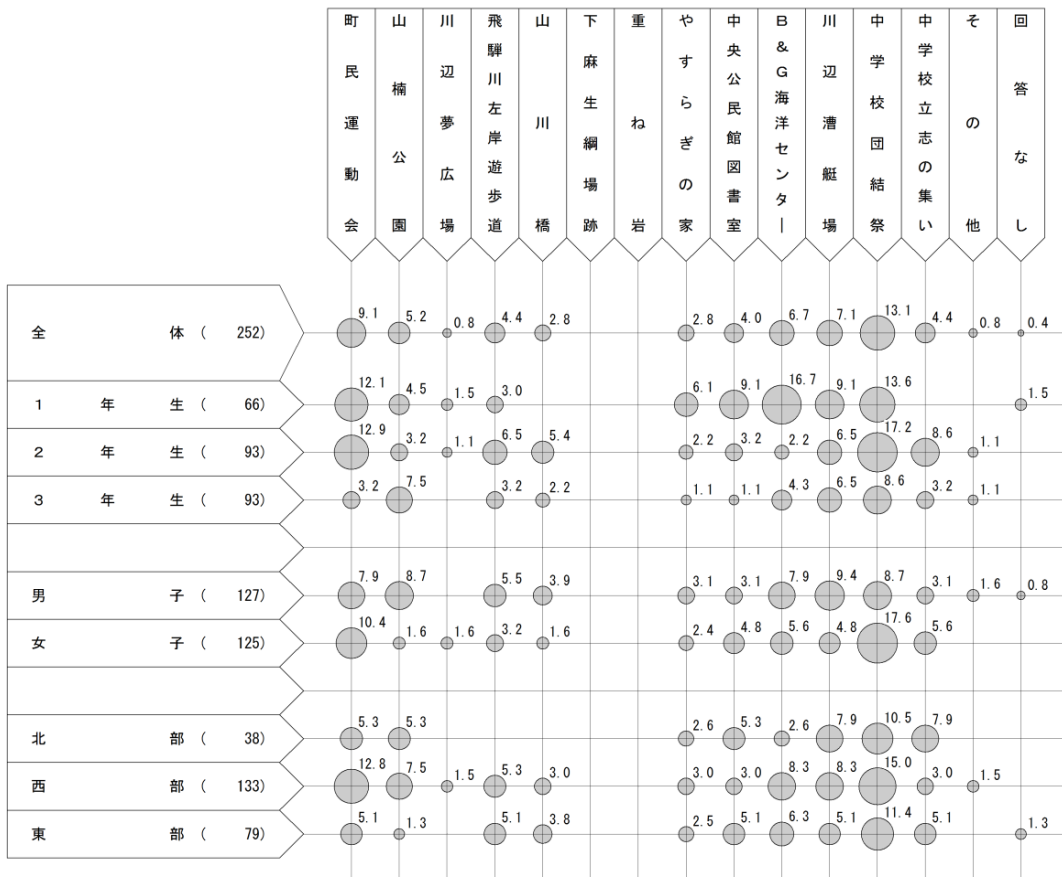 町民運動会
山楠公園
川辺夢広場
飛騨川左岸遊歩道
山川橋
下麻生綱場跡
重ね岩
やすらぎの家
中央公民館図書室
B&G海洋センター
川辺漕艇場
中学校団結祭
中学校立志の集い
その他
回答なし
全体(252) 9.1 5.2 0.8 4.4 2.8 2.8 4.0 6.7 7.1 13.1 4.4 0.8 0.4
1年生(66) 12.1 4.5 1.5 3.0 6.1 9.1 16.7 9.1 13.6 1.5
2年生(93) 12.9 3.2 1.1 6.5 5.4 2.2 3.2 2.2 6.5 17.2 8.6 1.1
3年生(93) 3.2 7.5 3.2 2.2 1.1 1.1 4.3 6.5 8.6 3.2 1.1
男子(127) 7.9 8.7 5.5 3.9 3.1 3.1 7.9 9.4 8.7 3.1 1.6 0.8
女子(125) 10.4 1.6 1.6 3.2 1.6 2.4 4.8 5.6 4.8 17.6 5.6
北部(38) 5.3 5.3 2.6 5.3 2.6 7.9 10.5 7.9
西部(133) 12.8 7.5 1.5 5.3 3.0 3.0 3.0 8.3 8.3 15.0 3.0 1.5
東部(79) 5.1 1.3 5.1 3.8 2.5 5.1 6.3 5.1 11.4 5.1 1.3